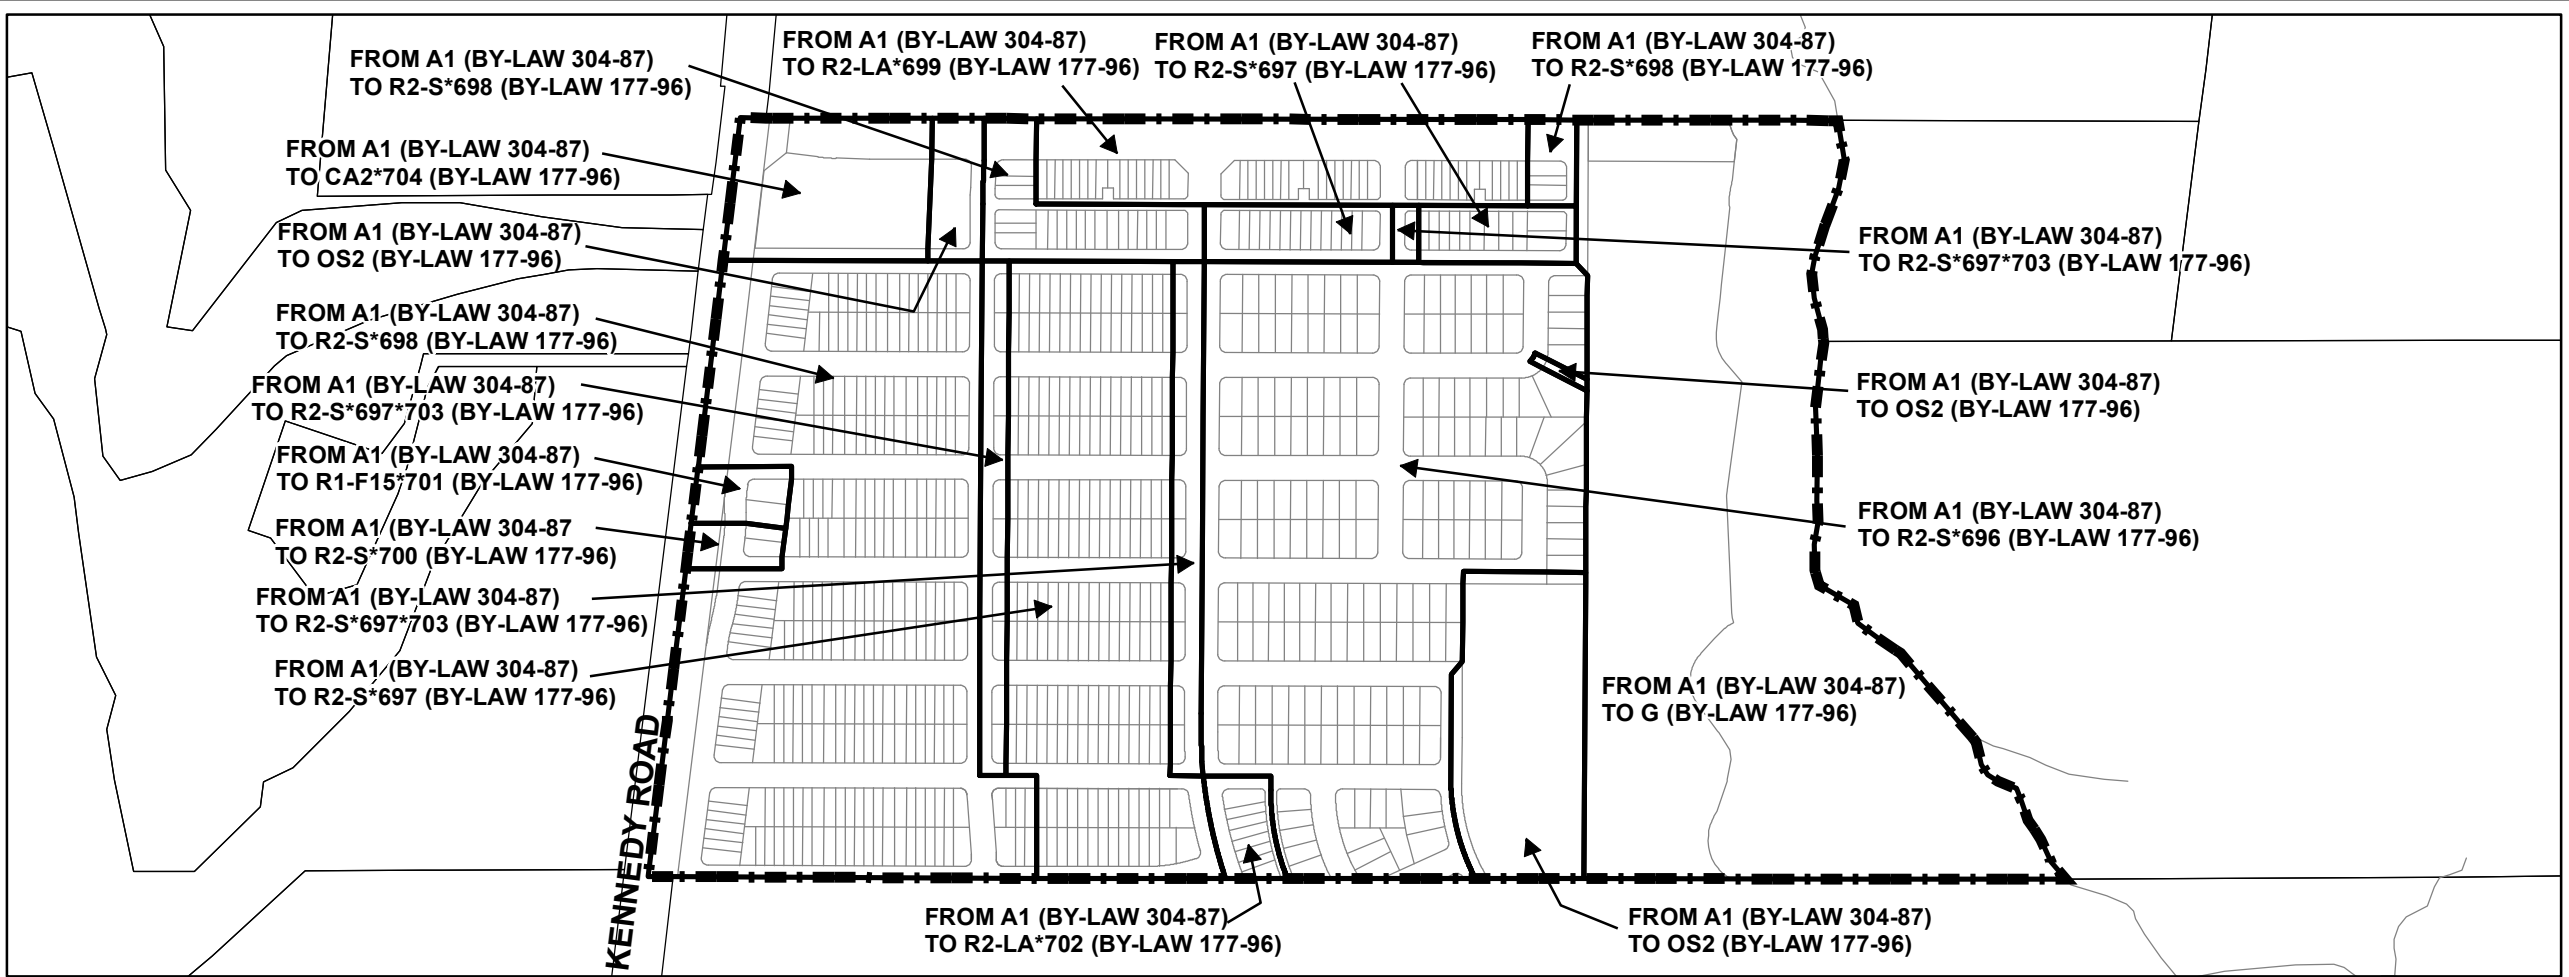 FROM A1 (BY-LAW 304-87)
TO R2-S*698 (BY-LAW 177-96)
FROM A1 (BY-LAW 304-87)
TO R2-LA*699 (BY-LAW 177-96)
FROM A1 (BY-LAW 304-87)
TO R2-S*697 (BY-LAW 177-96)
FROM A1 (BY-LAW 304-87)
TO R2-S*698 (BY-LAW 177-96)
FROM A1 (BY-LAW 304-87)
TO CA2*704 (BY-LAW 177-96)
FROM A1 (BY-LAW 304-87)
TO OS2 (BY-LAW 177-96)
FROM A1 (BY-LAW 304-87)
TO R2-S*698 (BY-LAW 177-96)
FROM A1 (BY-LAW 304-87)
TO R2-S*697*703 (BY-LAW 177-96)
FROM A1 (BY-LAW 304-87)
TO R1-F15*701 (BY-LAW 177-96)
FROM A1 (BY-LAW 304-87
TO R2-S*700 (BY-LAW 177-96)
FROM A1 (BY-LAW 304-87)
TO R2-S*697*703 (BY-LAW 177-96)
FROM A1 (BY-LAW 304-87)
TO R2-S*697 (BY-LAW 177-96)
KENNEDY ROAD
FROM A1 (BY-LAW 304-87)
TO R2-S*697*703 (BY-LAW 177-96)
FROM A1 (BY-LAW 304-87)
TO OS2 (BY-LAW 177-96)
FROM A1 (BY-LAW 304-87)
TO R2-S*696 (BY-LAW 177-96)
FROM A1 (BY-LAW 304-87)
TO G (BY-LAW 177-96)
FROM A1 (BY-LAW 304-87)
TO R2-LA*702 (BY-LAW 177-96)
FROM A1 (BY-LAW 304-87)
TO OS2 (BY-LAW 177-96)